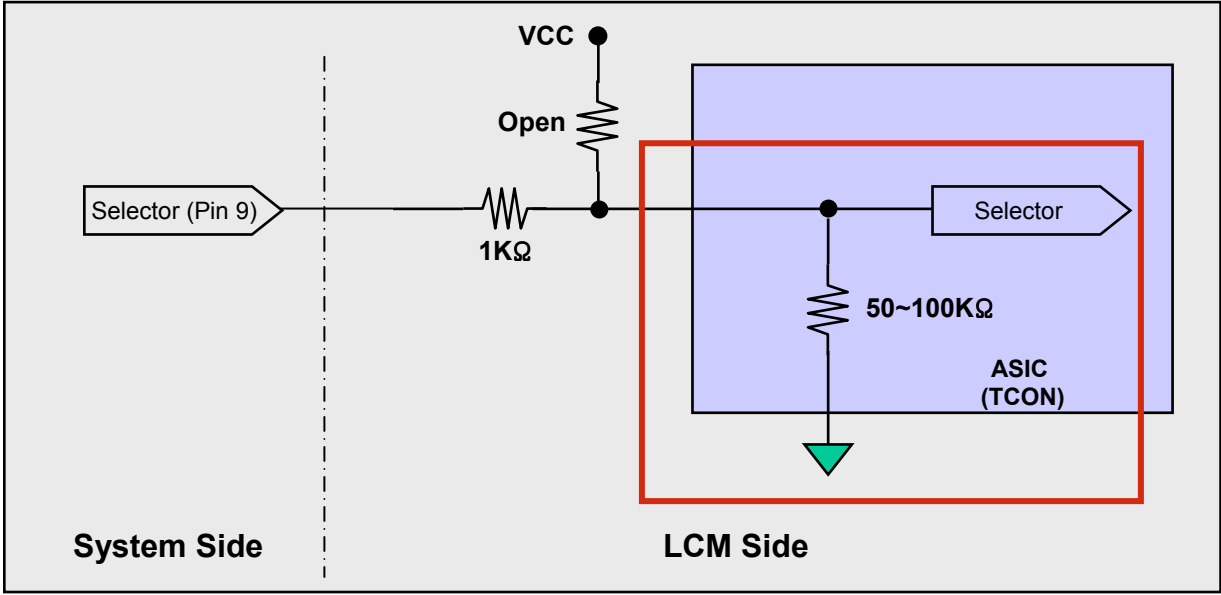 VCC
Open
Selector (Pin 9)
Selector
1KΩ
50~100KΩ
ASIC
(TCON)
System Side
LCM Side